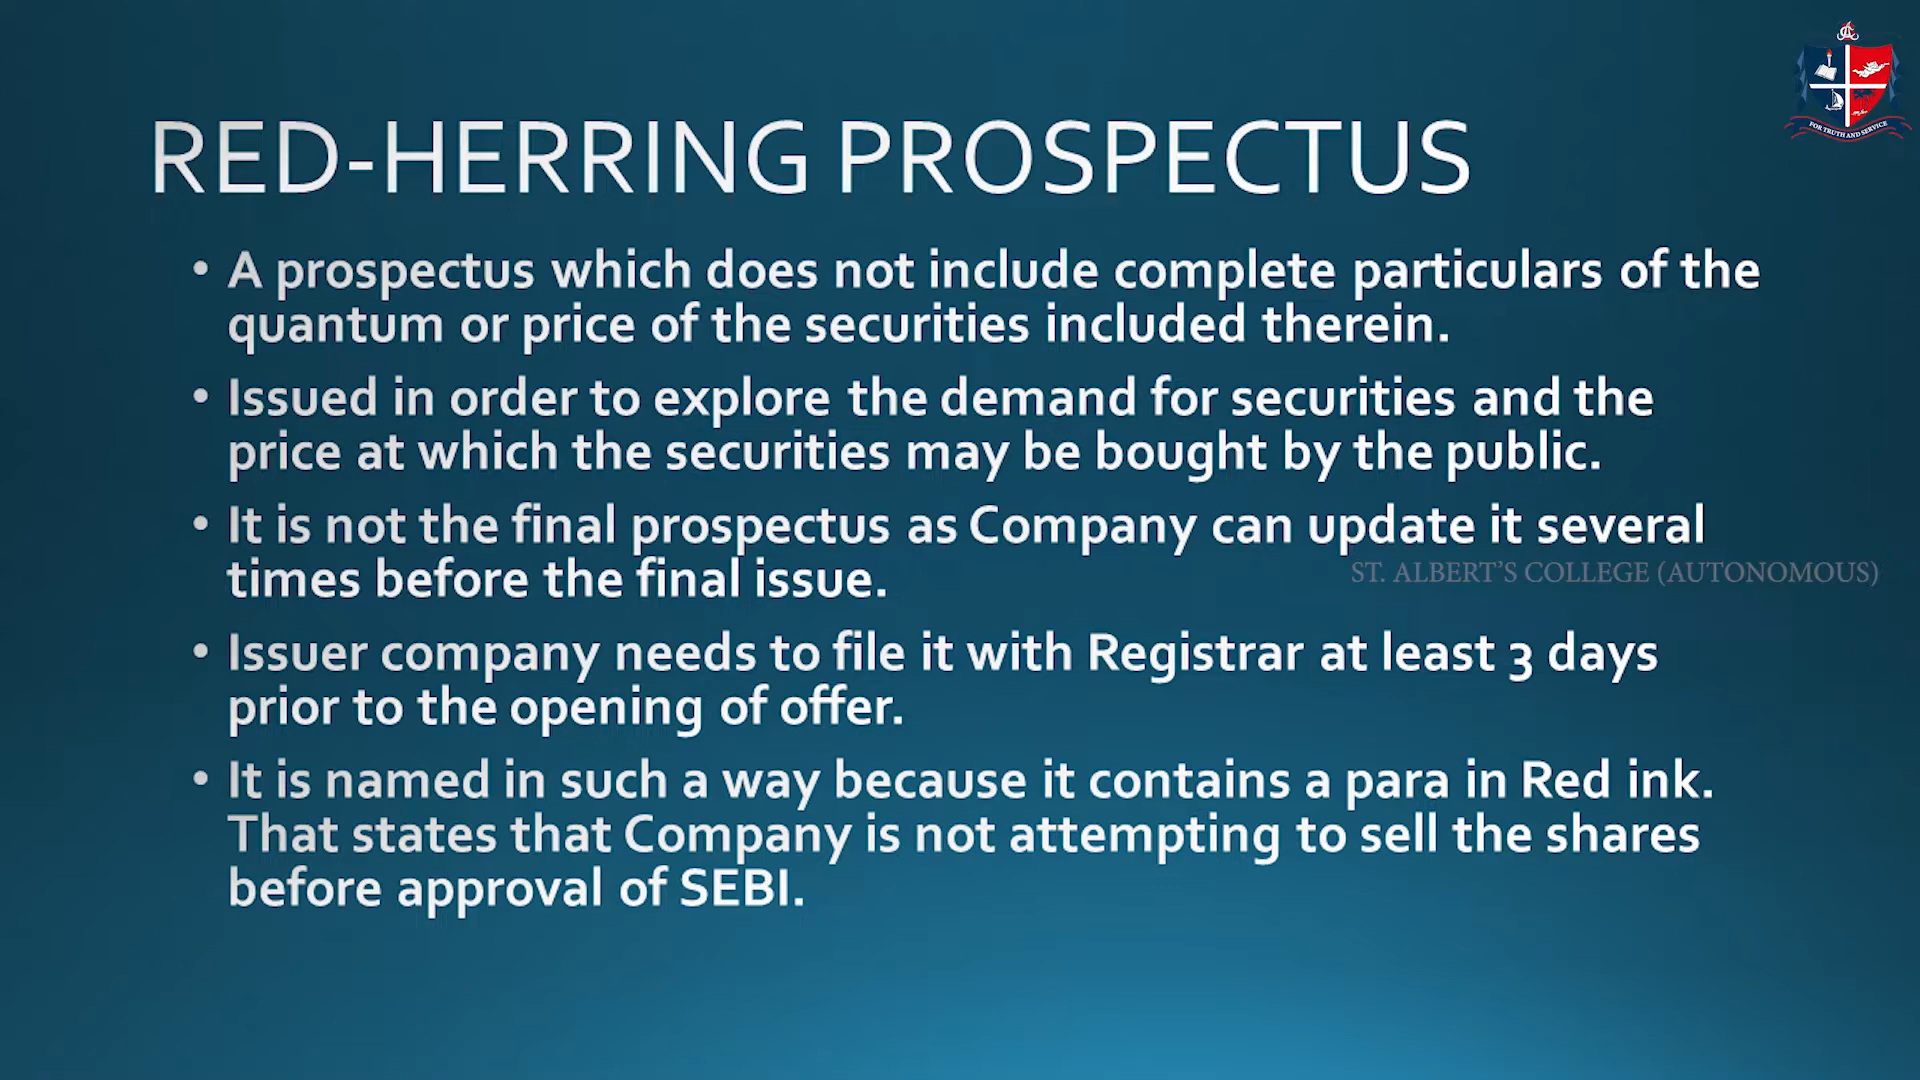 FOR TRUTH AND SERVICE
RED-HERRING PROSPECTUS
• A prospectus which does not include complete particulars of the
quantum or price of the securities included therein.
• Issued in order to explore the demand for securities and the
price at which the securities may be bought by the public.
• It is not the final prospectus as Company can update it several
times before the final issue.
ST. ALBERT'S COLLEGE (AUTONOMOUS)
• Issuer company needs to file it with Registrar at least 3 days
prior to the opening of offer.
• It is named in such a way because it contains a para in Red ink.
That states that Company is not attempting to sell the shares
before approval of SEBI.